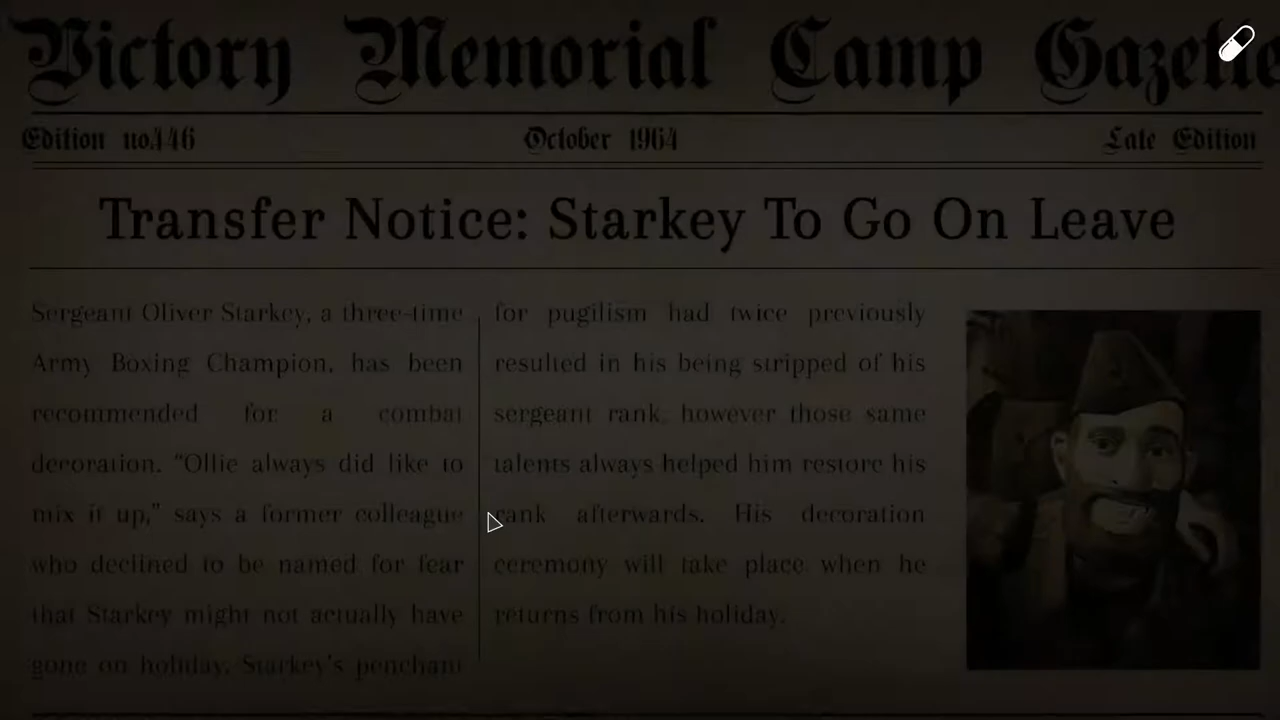 Victory Memorial Camp Gazette
Edition no.446 October 1964 Late Edition
Transfer Notice: Starkey To Go On Leave
Sergeant Oliver Starkey, a three-time
Army Boxing Champion, has been
recommended for a combat
decoration. "Ollie always did like to
mix it up," says a former colleague
who declined to be named for fear
that Starkey might not actually have
gone on holiday. Starkey's penchant
for pugilism had twice previously
resulted in his being stripped of his
sergeant rank, however those same
talents always helped him restore his
rank afterwards. His decoration
ceremony will take place when he
returns from his holiday.